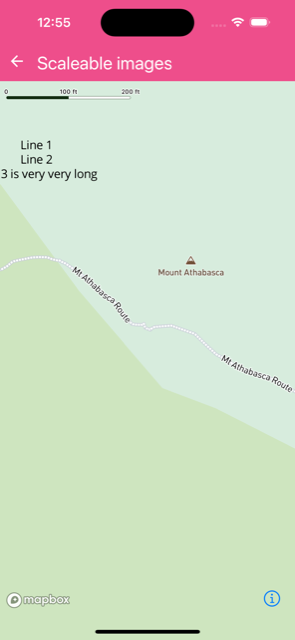 12:55
Scaleable images
0 100 ft 200 ft
Line 1
Line 2
3 is very very long
Mount Athabasca
Mt Athabasca Route
Mt Athabasca Route
mapbox